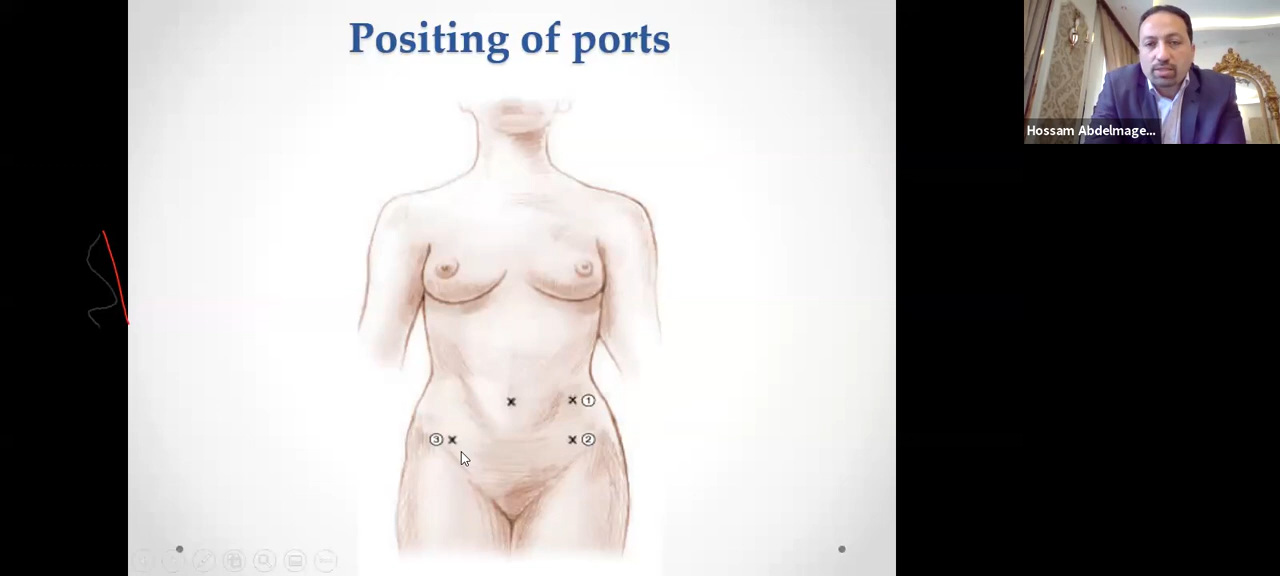 Positing of ports
Hossam Abdelmage...
①
③
②